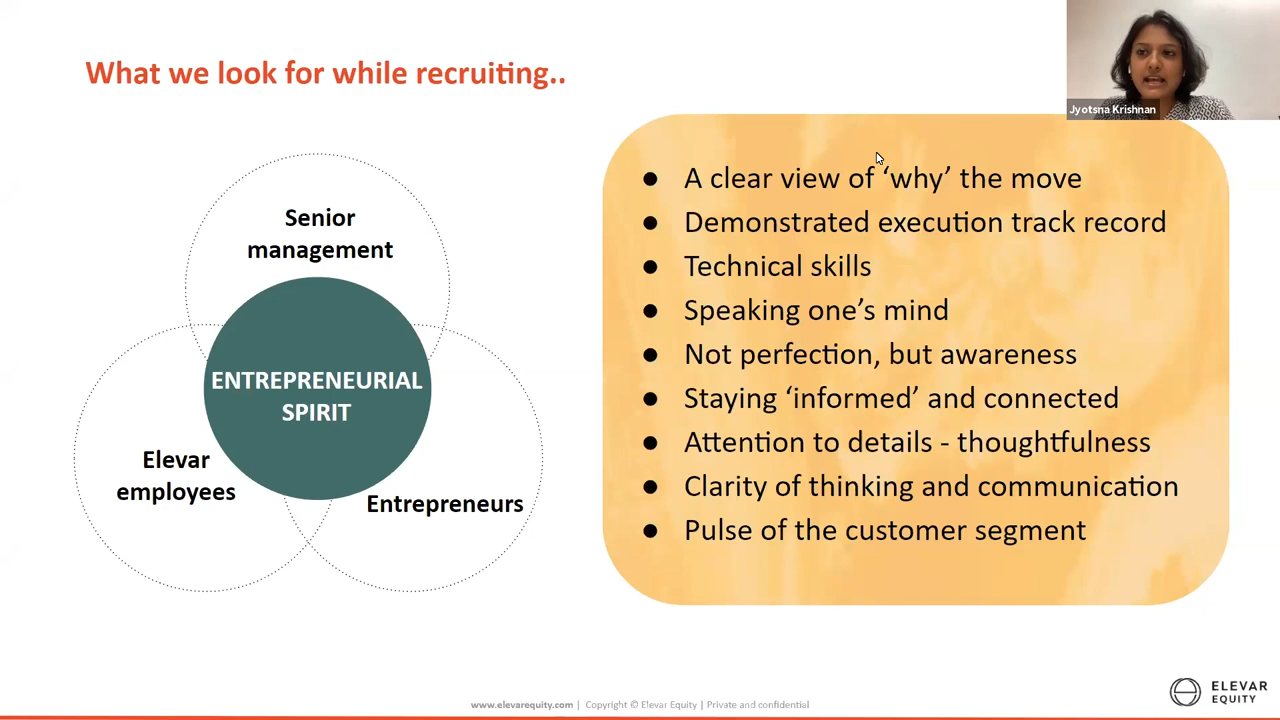 What we look for while recruiting..
Jyotsna Krishnan
Senior
management
ENTREPRENEURIAL
SPIRIT
Elevar
employees
Entrepreneurs
● A clear view of ‘why’ the move
● Demonstrated execution track record
● Technical skills
● Speaking one’s mind
● Not perfection, but awareness
● Staying ‘informed’ and connected
● Attention to details - thoughtfulness
● Clarity of thinking and communication
● Pulse of the customer segment
www.elevarequity.com | Copyright © Elevar Equity | Private and confidential
ELEVAR
EQUITY